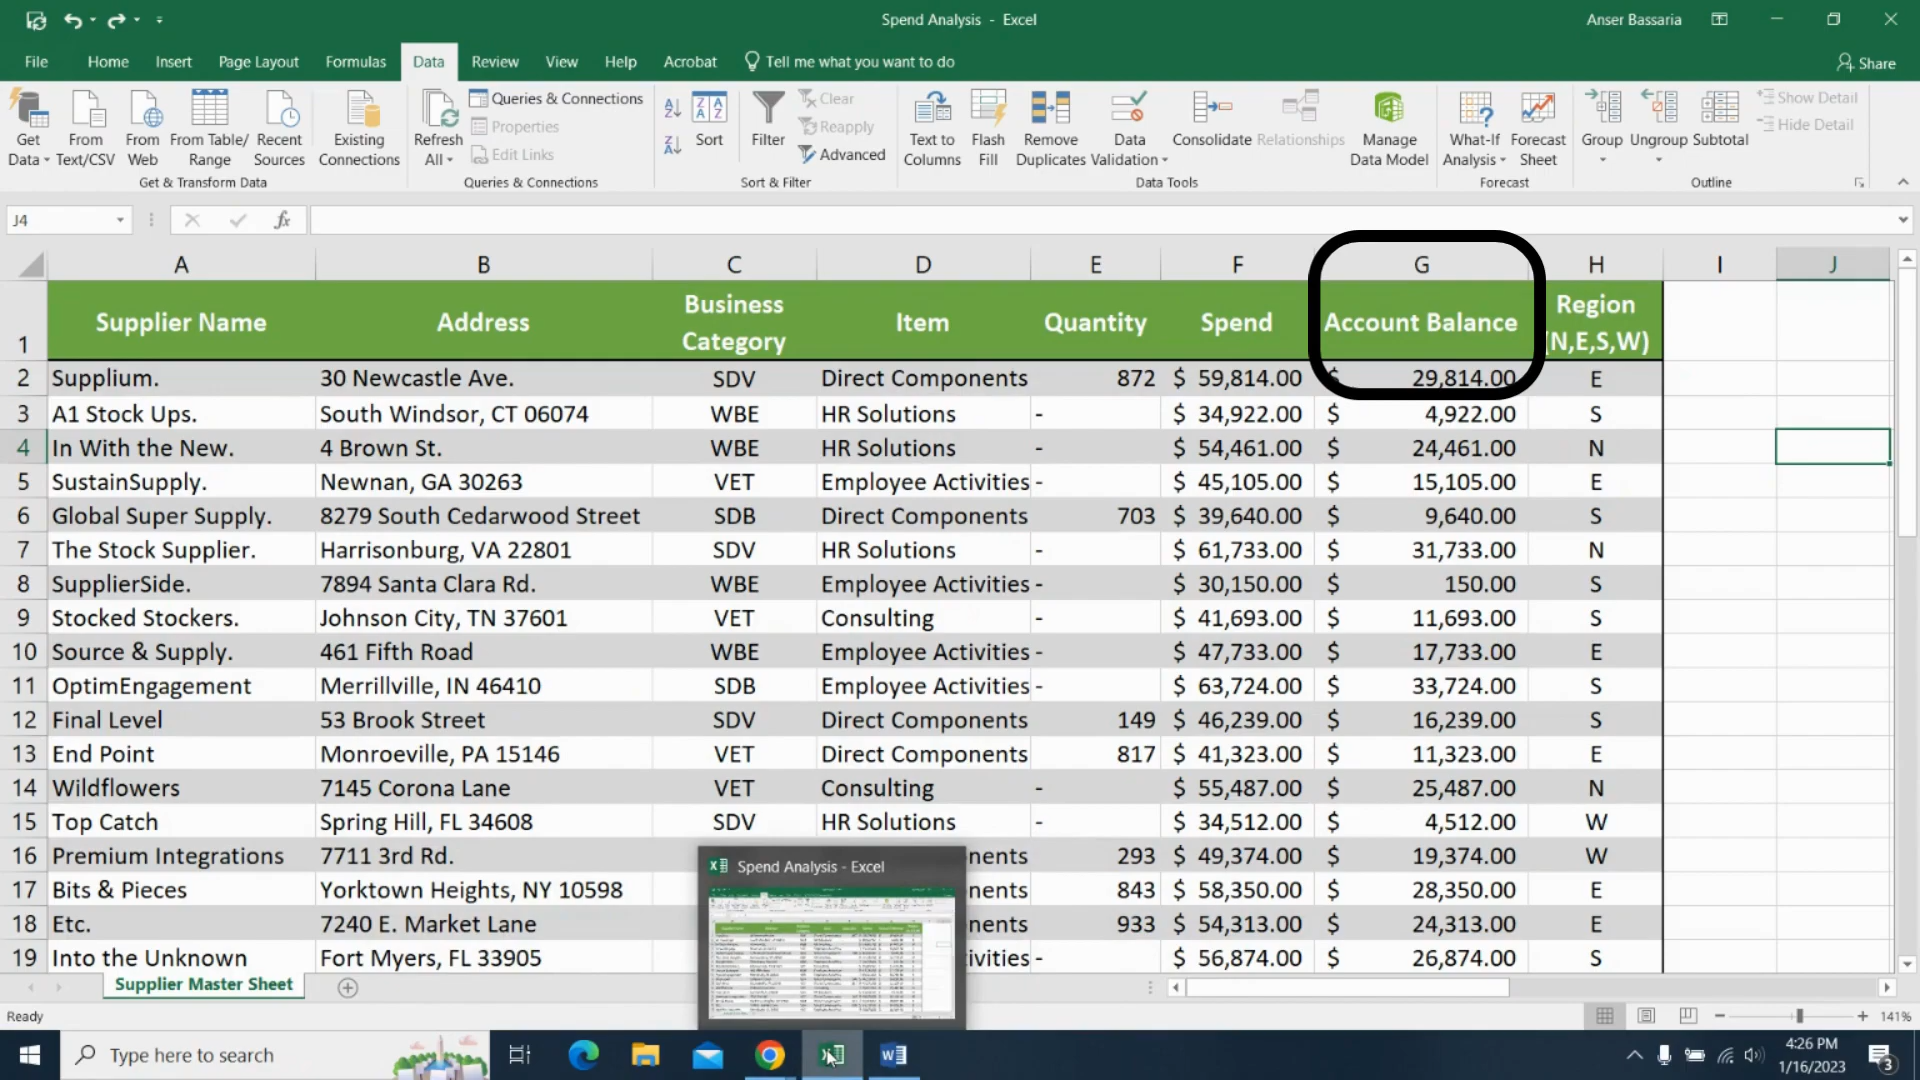 Spend Analysis - Excel
Anser Bassaria
File Home Insert Page Layout Formulas Data Review View Help Acrobat Tell me what you want to do Share
Get Data
From Text/CSV
From Web
From Table/ Range
Recent Sources
Existing Connections
Get & Transform Data
Refresh All
Queries & Connections
Properties
Edit Links
Queries & Connections
Sort
Filter
Clear
Reapply
Advanced
Sort & Filter
Text to Columns
Flash Fill
Remove Duplicates
Data Validation
Consolidate
Relationships
Manage Data Model
Data Tools
What-If Analysis
Forecast Sheet
Forecast
Group
Ungroup
Subtotal
Show Detail
Hide Detail
Outline
J4
fx
A B C D E F G H I J
1 Supplier Name Address Business Category Item Quantity Spend Account Balance Region (N,E,S,W)
2 Supplium. 30 Newcastle Ave. SDV Direct Components 872 $ 59,814.00 $ 29,814.00 E
3 A1 Stock Ups. South Windsor, CT 06074 WBE HR Solutions - $ 34,922.00 $ 4,922.00 S
4 In With the New. 4 Brown St. WBE HR Solutions - $ 54,461.00 $ 24,461.00 N
5 SustainSupply. Newnan, GA 30263 VET Employee Activities - $ 45,105.00 $ 15,105.00 E
6 Global Super Supply. 8279 South Cedarwood Street SDB Direct Components 703 $ 39,640.00 $ 9,640.00 S
7 The Stock Supplier. Harrisonburg, VA 22801 SDV HR Solutions - $ 61,733.00 $ 31,733.00 N
8 SupplierSide. 7894 Santa Clara Rd. WBE Employee Activities - $ 30,150.00 $ 150.00 S
9 Stocked Stockers. Johnson City, TN 37601 VET Consulting - $ 41,693.00 $ 11,693.00 S
10 Source & Supply. 461 Fifth Road WBE Employee Activities - $ 47,733.00 $ 17,733.00 E
11 OptimEngagement Merrillville, IN 46410 SDB Employee Activities - $ 63,724.00 $ 33,724.00 S
12 Final Level 53 Brook Street SDV Direct Components 149 $ 46,239.00 $ 16,239.00 S
13 End Point Monroeville, PA 15146 VET Direct Components 817 $ 41,323.00 $ 11,323.00 E
14 Wildflowers 7145 Corona Lane VET Consulting - $ 55,487.00 $ 25,487.00 N
15 Top Catch Spring Hill, FL 34608 SDV HR Solutions - $ 34,512.00 $ 4,512.00 W
16 Premium Integrations 7711 3rd Rd. nents 293 $ 49,374.00 $ 19,374.00 W
17 Bits & Pieces Yorktown Heights, NY 10598 onents 843 $ 58,350.00 $ 28,350.00 E
18 Etc. 7240 E. Market Lane onents 933 $ 54,313.00 $ 24,313.00 E
19 Into the Unknown Fort Myers, FL 33905 ivities - $ 56,874.00 $ 26,874.00 S
Spend Analysis - Excel
Supplier Master Sheet
Ready
141%
Type here to search
4:26 PM
1/16/2023
3